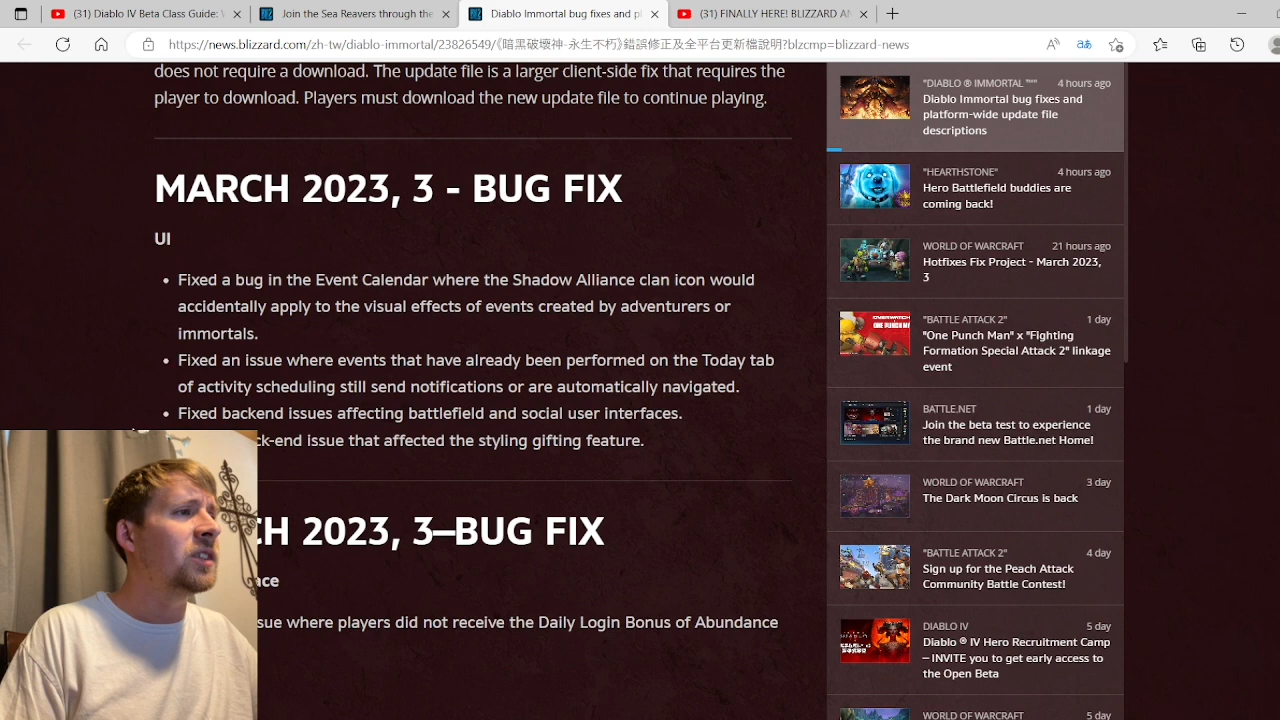 (31) Diablo IV Beta Class Guide: V
Join the Sea Reavers through the
Diablo Immortal bug fixes and pl
(31) FINALLY HERE! BLIZZARD AN
https://news.blizzard.com/zh-tw/diablo-immortal/23826549/《暗黑破壞神-永生不朽》錯誤修正及全平台更新檔說明?blzcmp=blizzard-news
does not require a download. The update file is a larger client-side fix that requires the
player to download. Players must download the new update file to continue playing.
MARCH 2023, 3 - BUG FIX
UI
• Fixed a bug in the Event Calendar where the Shadow Alliance clan icon would
accidentally apply to the visual effects of events created by adventurers or
immortals.
• Fixed an issue where events that have already been performed on the Today tab
of activity scheduling still send notifications or are automatically navigated.
• Fixed backend issues affecting battlefield and social user interfaces.
ck-end issue that affected the styling gifting feature.
CH 2023, 3—BUG FIX
ace
sue where players did not receive the Daily Login Bonus of Abundance
"DIABLO ® IMMORTAL ™"" 4 hours ago
Diablo Immortal bug fixes and
platform-wide update file
descriptions
"HEARTHSTONE" 4 hours ago
Hero Battlefield buddies are
coming back!
WORLD OF WARCRAFT 21 hours ago
Hotfixes Fix Project - March 2023,
3
"BATTLE ATTACK 2" 1 day
"One Punch Man" x "Fighting
Formation Special Attack 2" linkage
event
BATTLE.NET 1 day
Join the beta test to experience
the brand new Battle.net Home!
WORLD OF WARCRAFT 3 day
The Dark Moon Circus is back
"BATTLE ATTACK 2" 4 day
Sign up for the Peach Attack
Community Battle Contest!
DIABLO IV 5 day
Diablo ® IV Hero Recruitment Camp
– INVITE you to get early access to
the Open Beta
WORLD OF WARCRAFT 5 day